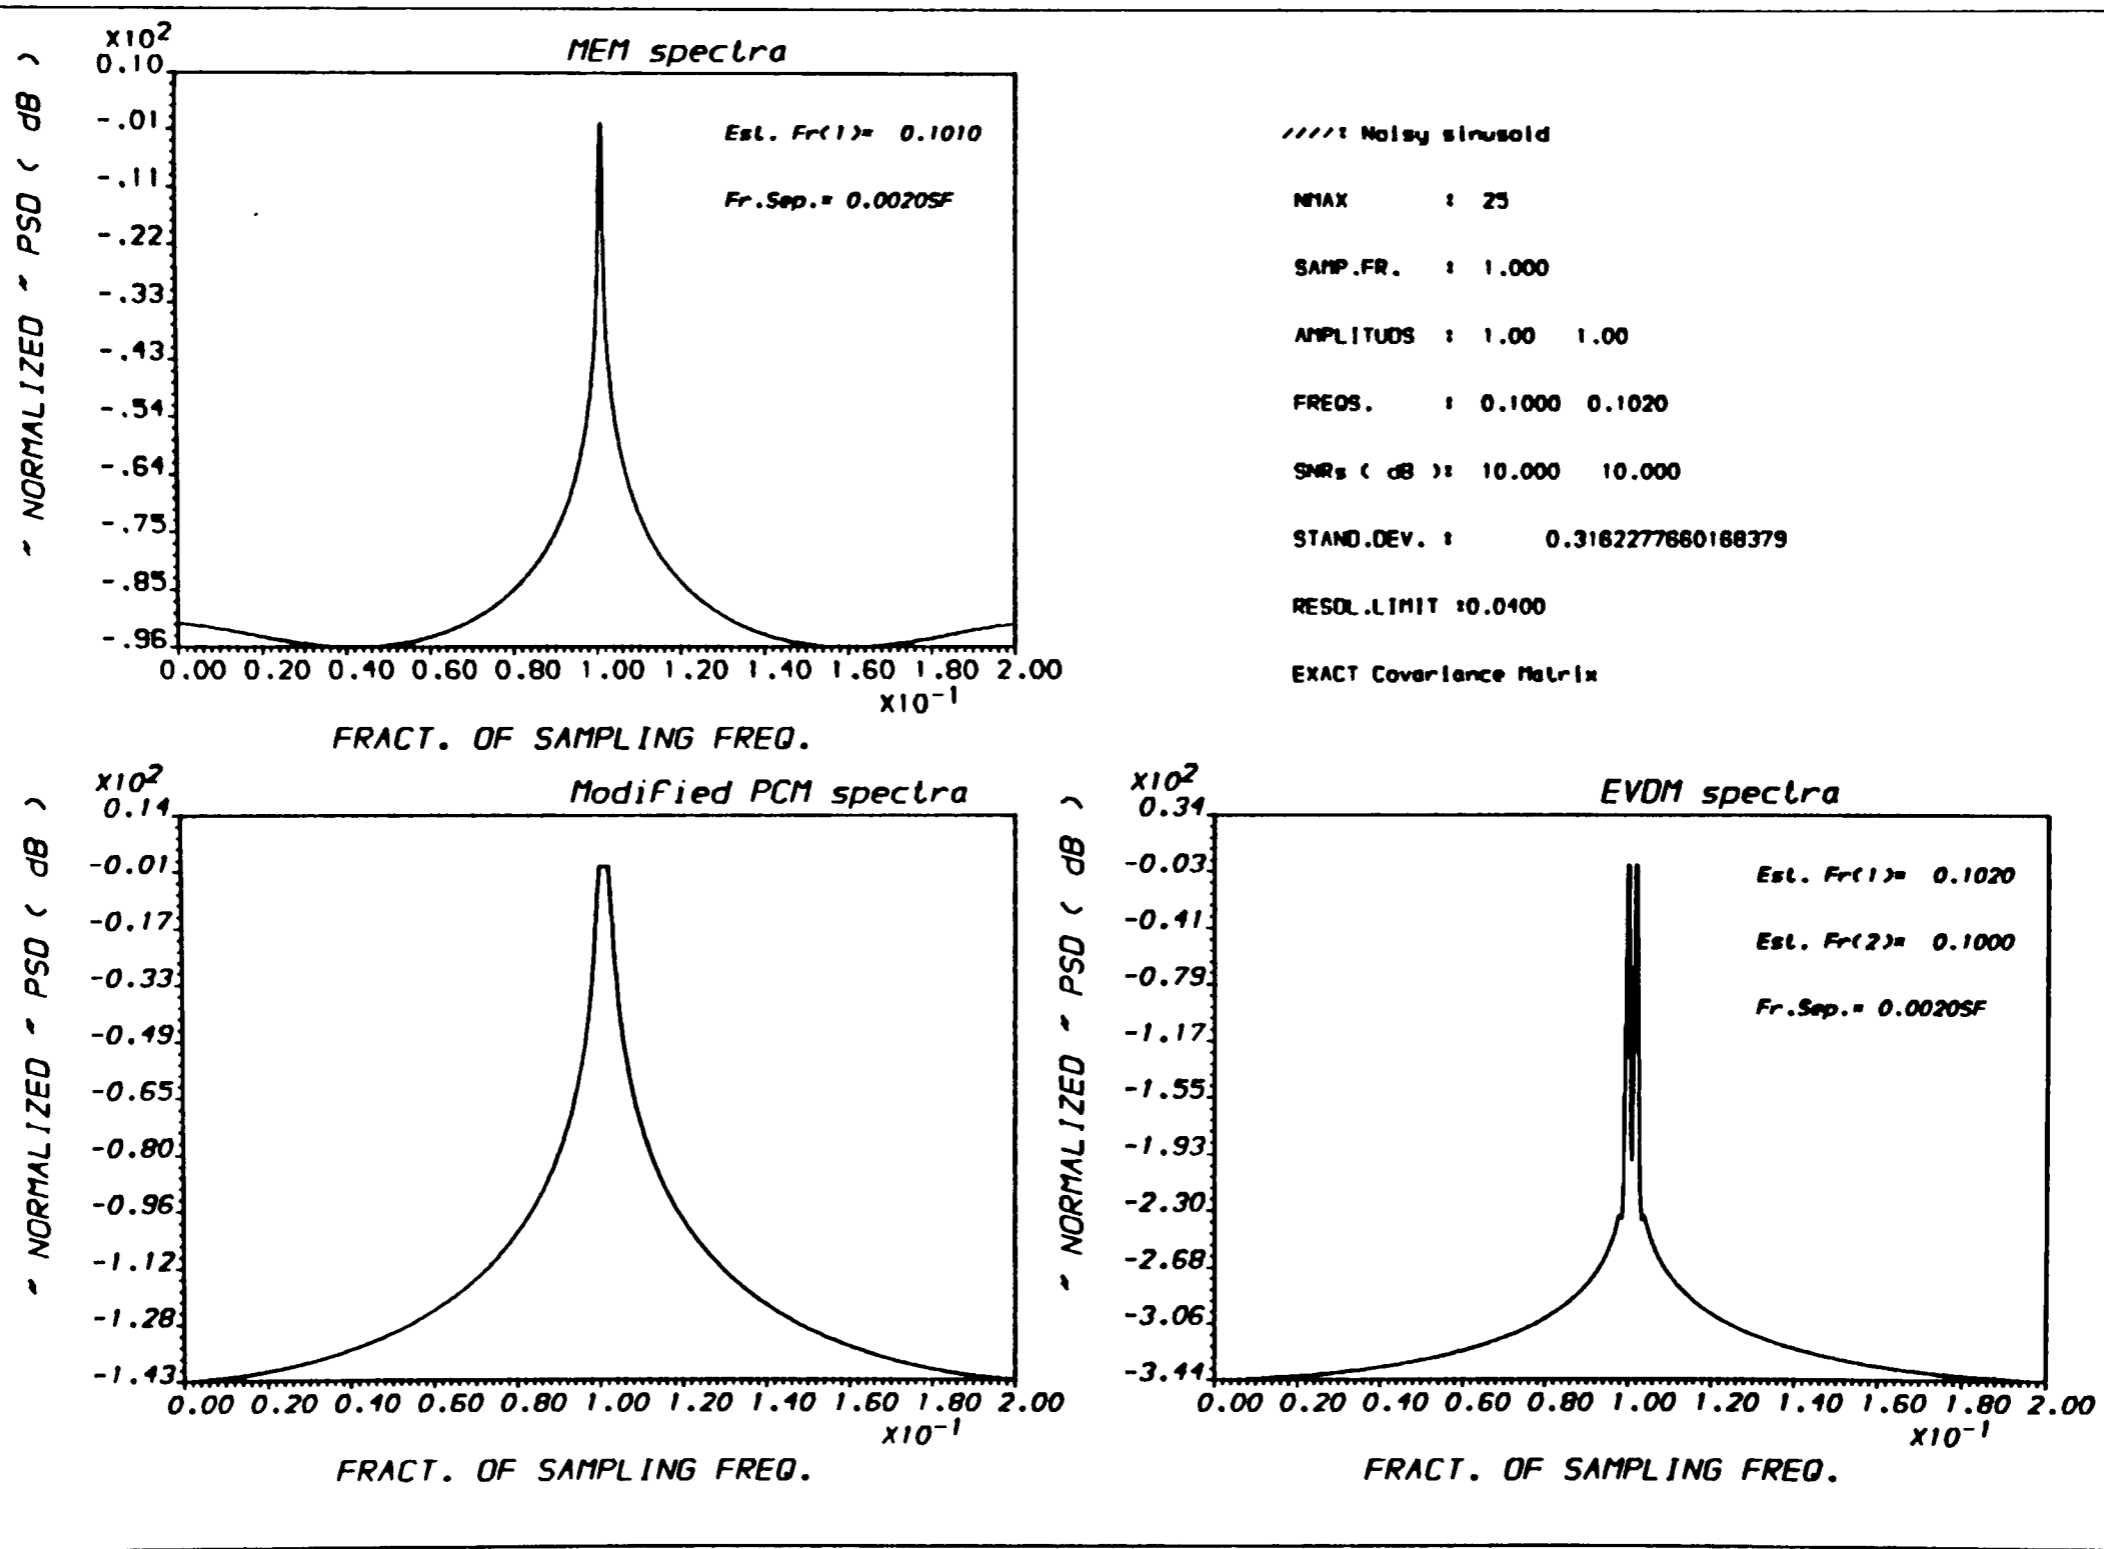 MEM spectra
X10²
0.10
-.01
-.11
-.22
-.33
-.43
-.54
-.64
-.75
-.85
-.96
" NORMALIZED " PSD ( dB )
Est. Fr(1)= 0.1010
Fr.Sep.= 0.0020SF
0.00 0.20 0.40 0.60 0.80 1.00 1.20 1.40 1.60 1.80 2.00
X10⁻¹
FRACT. OF SAMPLING FREQ.
////: Noisy sinusoid
NMAX : 25
SAMP.FR. : 1.000
AMPLITUDS : 1.00 1.00
FREQS. : 0.1000 0.1020
SNRs ( dB ): 10.000 10.000
STAND.DEV. : 0.3162277660168379
RESOL.LIMIT :0.0400
EXACT Covariance Matrix
Modified PCM spectra
X10²
0.14
-0.01
-0.17
-0.33
-0.49
-0.65
-0.80
-0.96
-1.12
-1.28
-1.43
" NORMALIZED " PSD ( dB )
0.00 0.20 0.40 0.60 0.80 1.00 1.20 1.40 1.60 1.80 2.00
X10⁻¹
FRACT. OF SAMPLING FREQ.
EVDM spectra
X10²
0.34
-0.03
-0.41
-0.79
-1.17
-1.55
-1.93
-2.30
-2.68
-3.06
-3.44
" NORMALIZED " PSD ( dB )
Est. Fr(1)= 0.1020
Est. Fr(2)= 0.1000
Fr.Sep.= 0.0020SF
0.00 0.20 0.40 0.60 0.80 1.00 1.20 1.40 1.60 1.80 2.00
X10⁻¹
FRACT. OF SAMPLING FREQ.